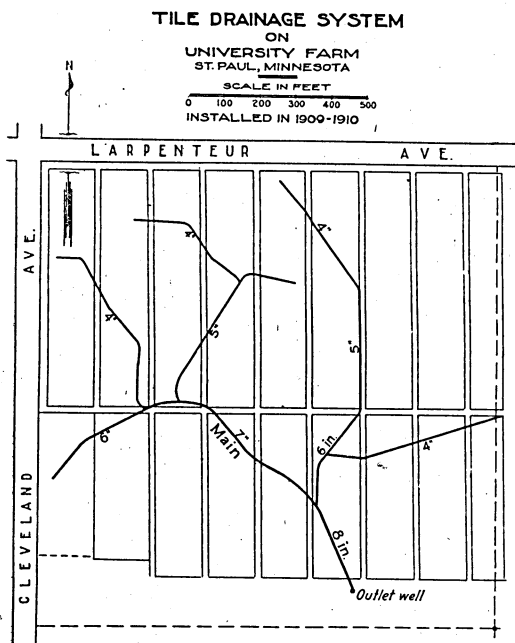 TILE DRAINAGE SYSTEM
ON
UNIVERSITY FARM
ST. PAUL, MINNESOTA
SCALE IN FEET
0 100 200 300 400 500
INSTALLED IN 1909-1910
N
LARPENTEUR AVE.
CLEVELAND AVE.
4"
4"
4"
5"
5"
6"
7"
Main
6 in.
4"
8 in.
Outlet well